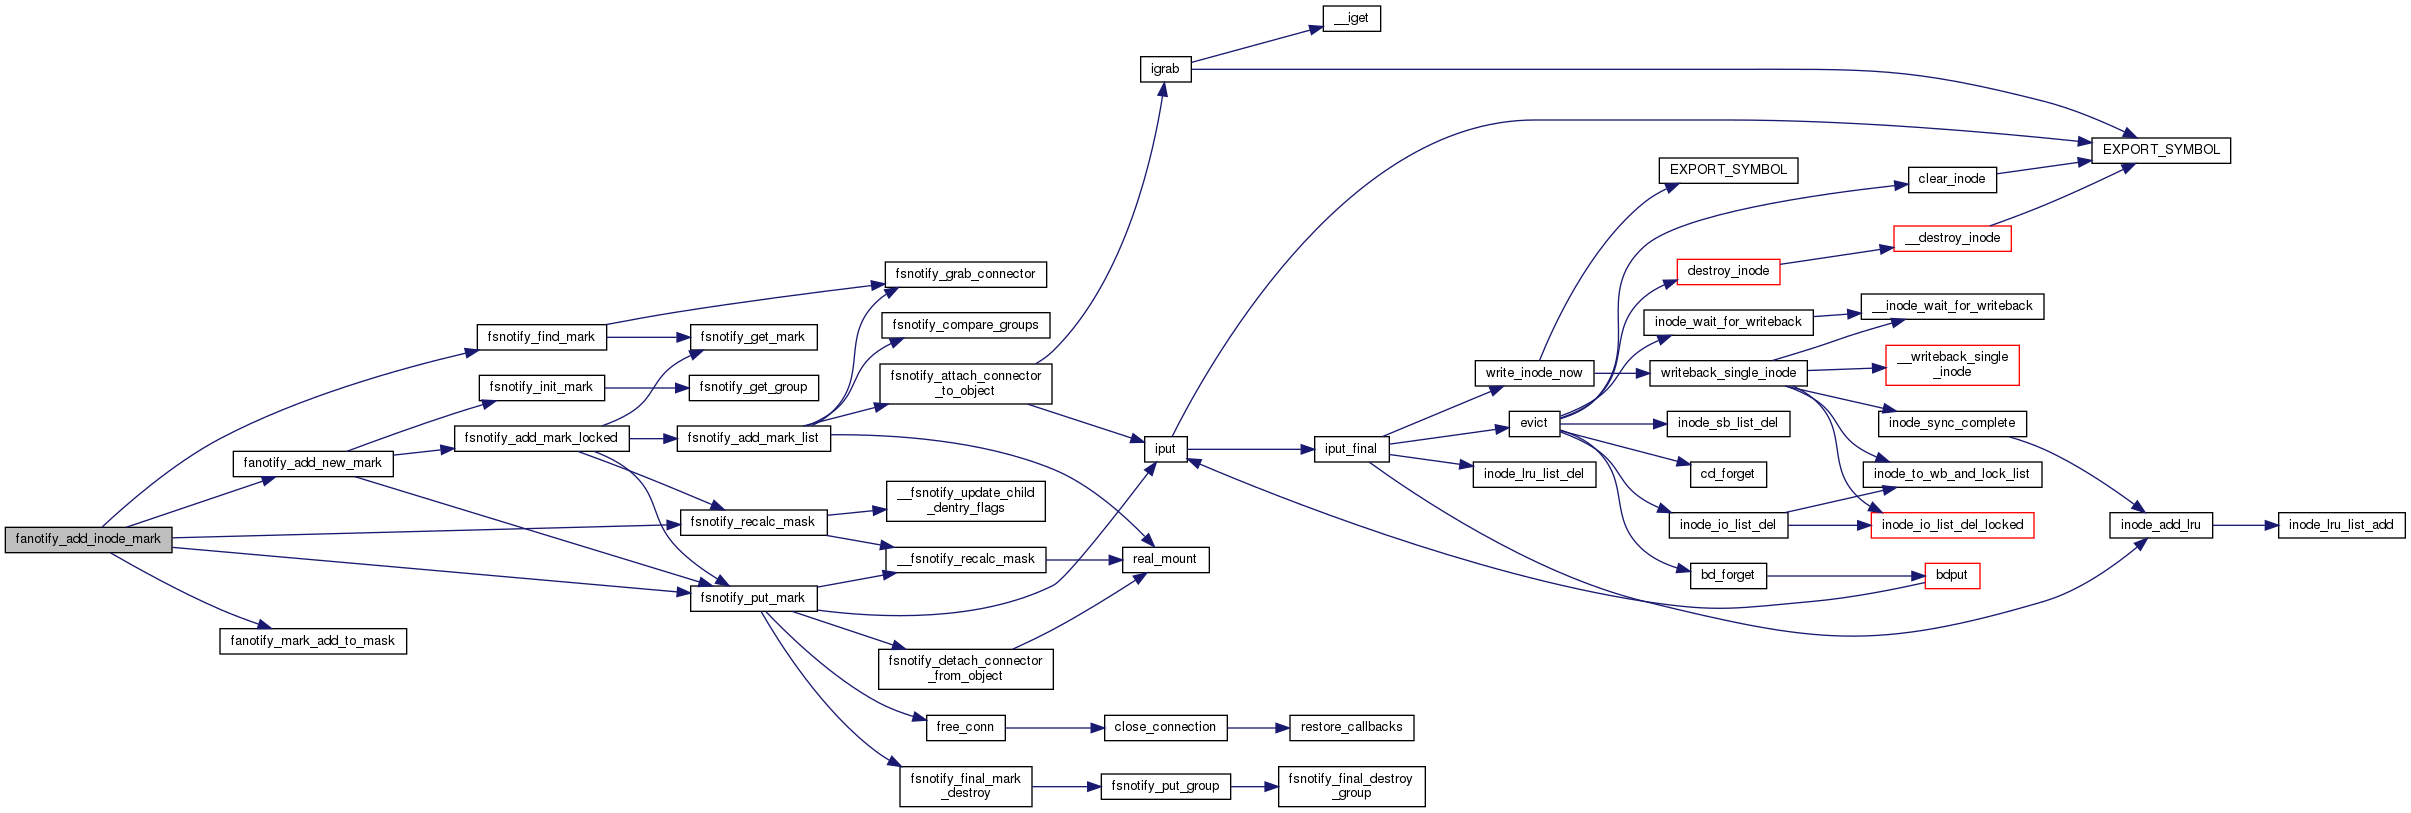 __iget
igrab
EXPORT_SYMBOL
EXPORT_SYMBOL
clear_inode
__destroy_inode
destroy_inode
fsnotify_grab_connector
__inode_wait_for_writeback
inode_wait_for_writeback
fsnotify_compare_groups
fsnotify_find_mark
fsnotify_get_mark
__writeback_single
_inode
writeback_single_inode
write_inode_now
fsnotify_attach_connector
_to_object
fsnotify_init_mark
fsnotify_get_group
inode_sb_list_del
inode_sync_complete
evict
fsnotify_add_mark_locked
fsnotify_add_mark_list
iput
iput_final
fanotify_add_new_mark
inode_lru_list_del
cd_forget
inode_to_wb_and_lock_list
__fsnotify_update_child
_dentry_flags
fsnotify_recalc_mask
inode_io_list_del
inode_io_list_del_locked
inode_add_lru
inode_lru_list_add
fanotify_add_inode_mark
__fsnotify_recalc_mask
real_mount
bd_forget
bdput
fsnotify_put_mark
fanotify_mark_add_to_mask
fsnotify_detach_connector
_from_object
free_conn
close_connection
restore_callbacks
fsnotify_final_mark
_destroy
fsnotify_put_group
fsnotify_final_destroy
_group